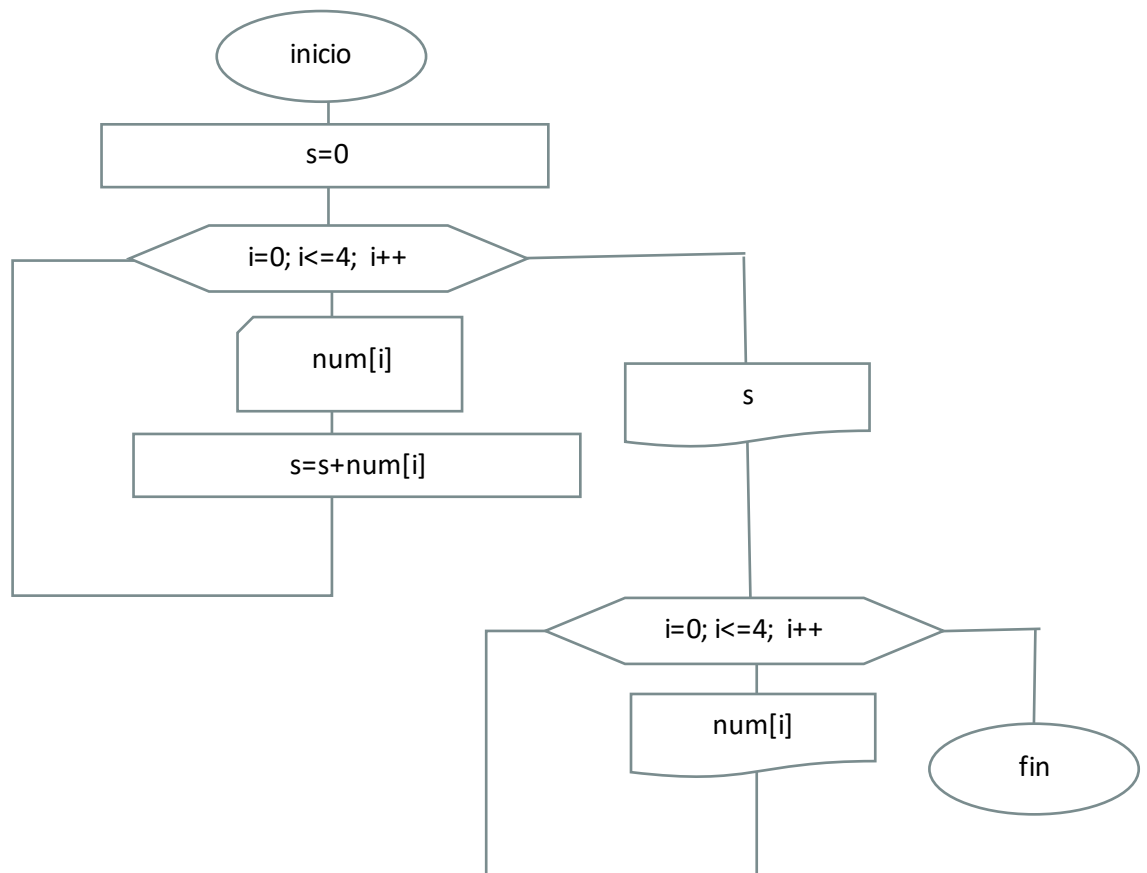 inicio
s=0
i=0; i<=4;  i++
num[i]
s=s+num[i]
s
i=0; i<=4;  i++
num[i]
fin